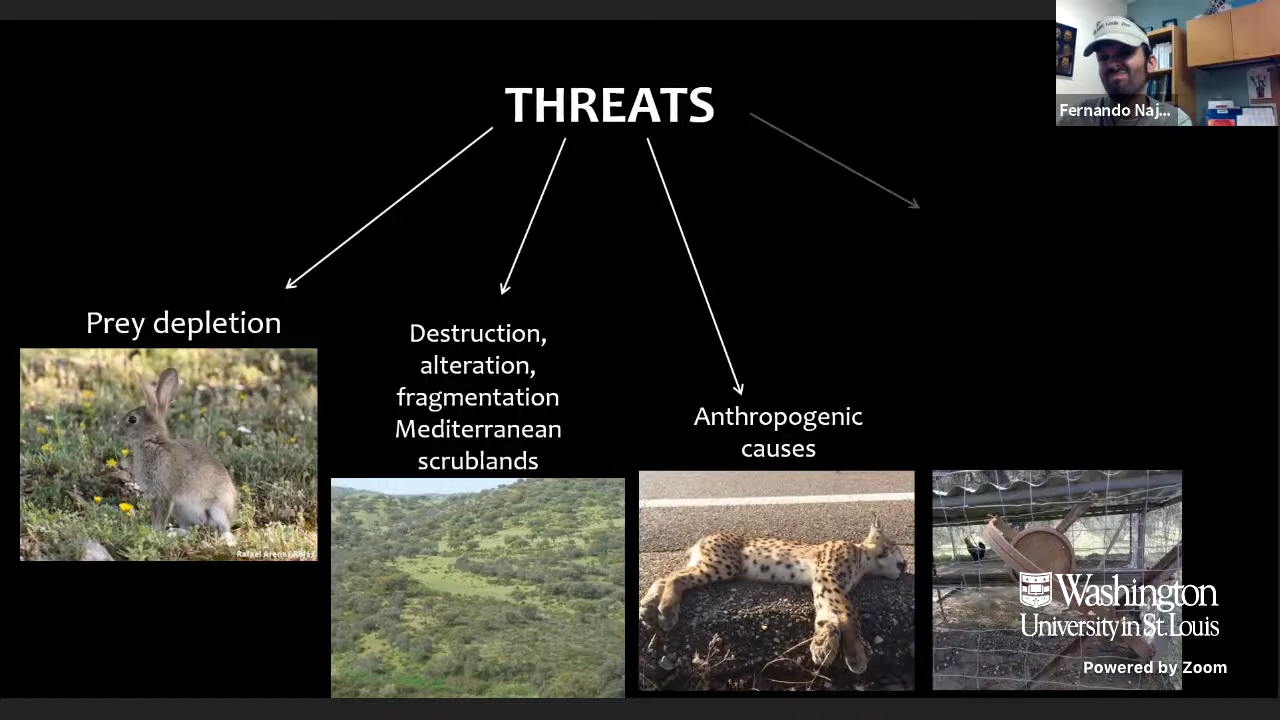 THREATS
Fernando Naj...
Prey depletion
Destruction,
alteration,
fragmentation
Mediterranean
scrublands
Anthropogenic
causes
Washington
University in St. Louis
Powered by Zoom